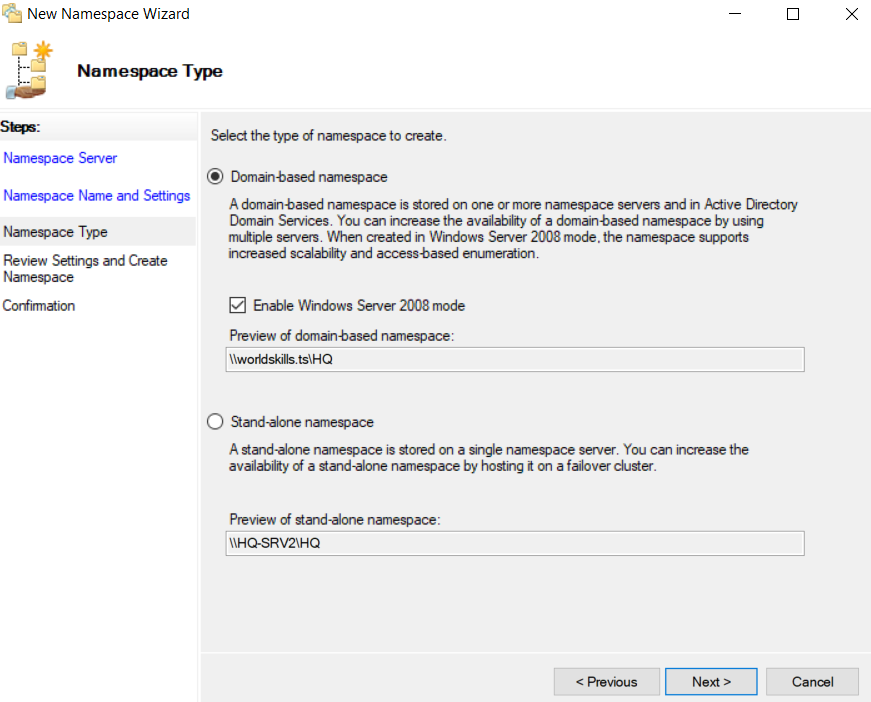 New Namespace Wizard
Namespace Type
Steps:
Namespace Server
Namespace Name and Settings
Namespace Type
Review Settings and Create
Namespace
Confirmation
Select the type of namespace to create.
Domain-based namespace
A domain-based namespace is stored on one or more namespace servers and in Active Directory
Domain Services. You can increase the availability of a domain-based namespace by using
multiple servers. When created in Windows Server 2008 mode, the namespace supports
increased scalability and access-based enumeration.
Enable Windows Server 2008 mode
Preview of domain-based namespace:
\\worldskills.ts\HQ
Stand-alone namespace
A stand-alone namespace is stored on a single namespace server. You can increase the
availability of a stand-alone namespace by hosting it on a failover cluster.
Preview of stand-alone namespace:
\\HQ-SRV2\HQ
< Previous
Next >
Cancel